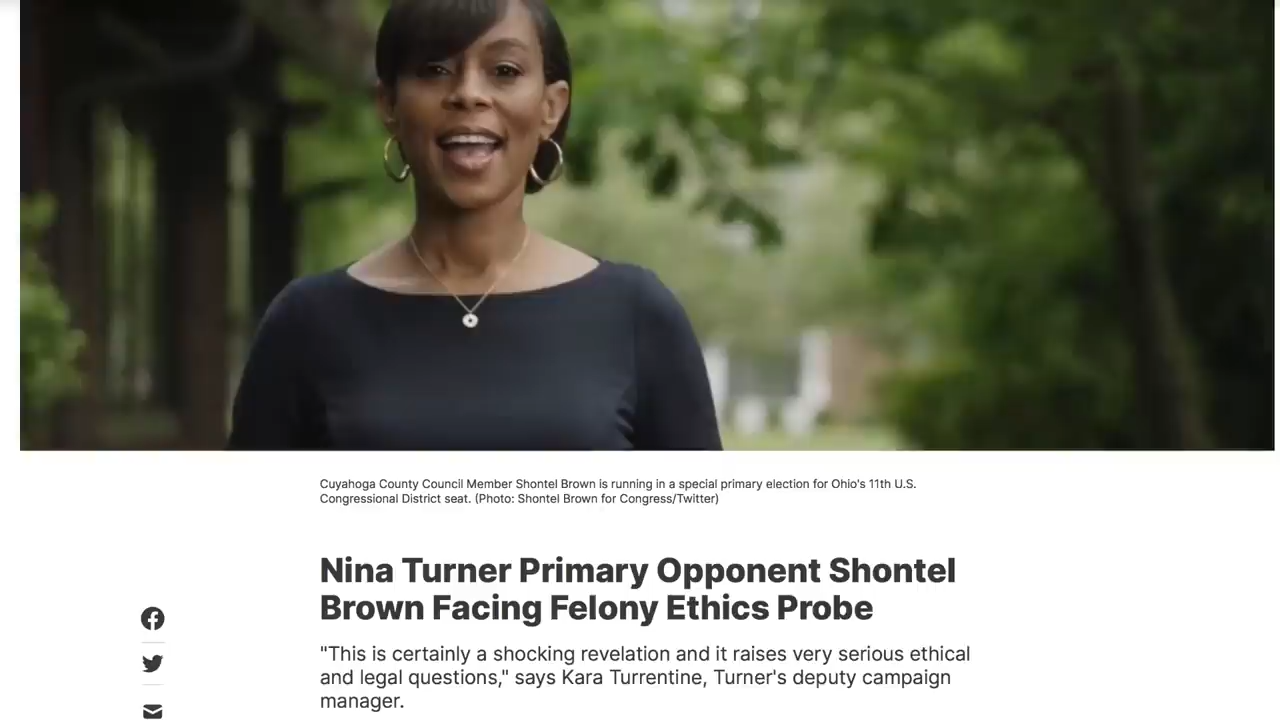 Cuyahoga County Council Member Shontel Brown is running in a special primary election for Ohio's 11th U.S.
Congressional District seat. (Photo: Shontel Brown for Congress/Twitter)
Nina Turner Primary Opponent Shontel
Brown Facing Felony Ethics Probe
"This is certainly a shocking revelation and it raises very serious ethical
and legal questions," says Kara Turrentine, Turner's deputy campaign
manager.